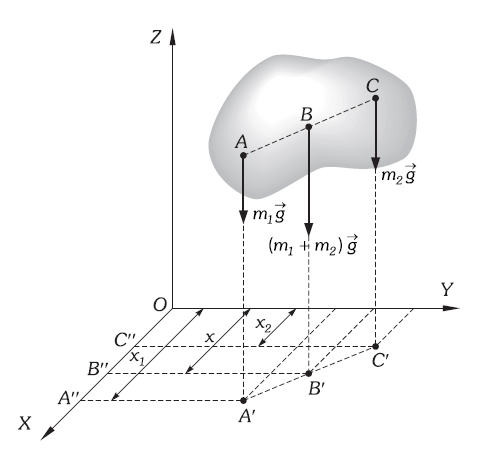 Z
C
B
A
m₂g⃗
m₁g⃗
(m₁ + m₂) g⃗
Y
O
x₂
x
C''
x₁
C'
B''
B'
A''
A'
X